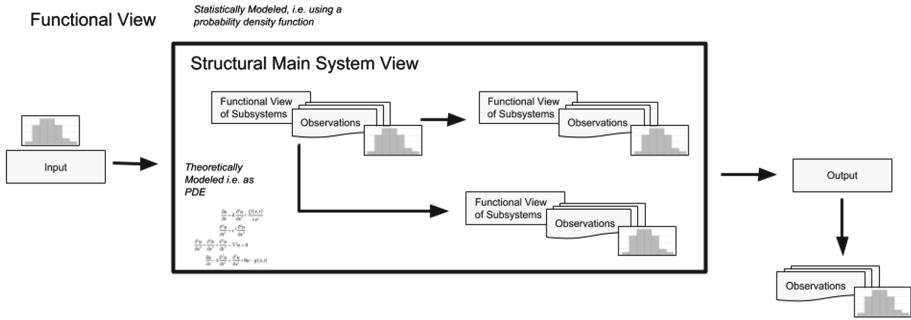 Functional View
Statistically Modeled, i.e. using a
probability density function
Structural Main System View
Functional View
of Subsystems
Observations
Functional View
of Subsystems
Observations
Input
Theoretically
Modeled i.e. as
PDE
Functional View
of Subsystems
Observations
Output
Observations